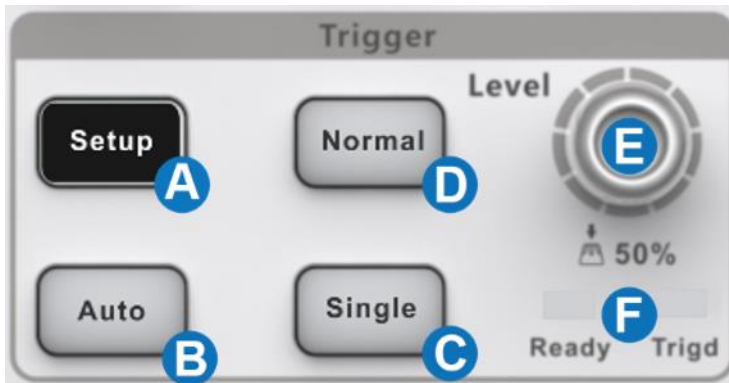 Trigger
Level
Setup A
Normal D
E
50%
Auto B
Single C
F
Ready Trigd